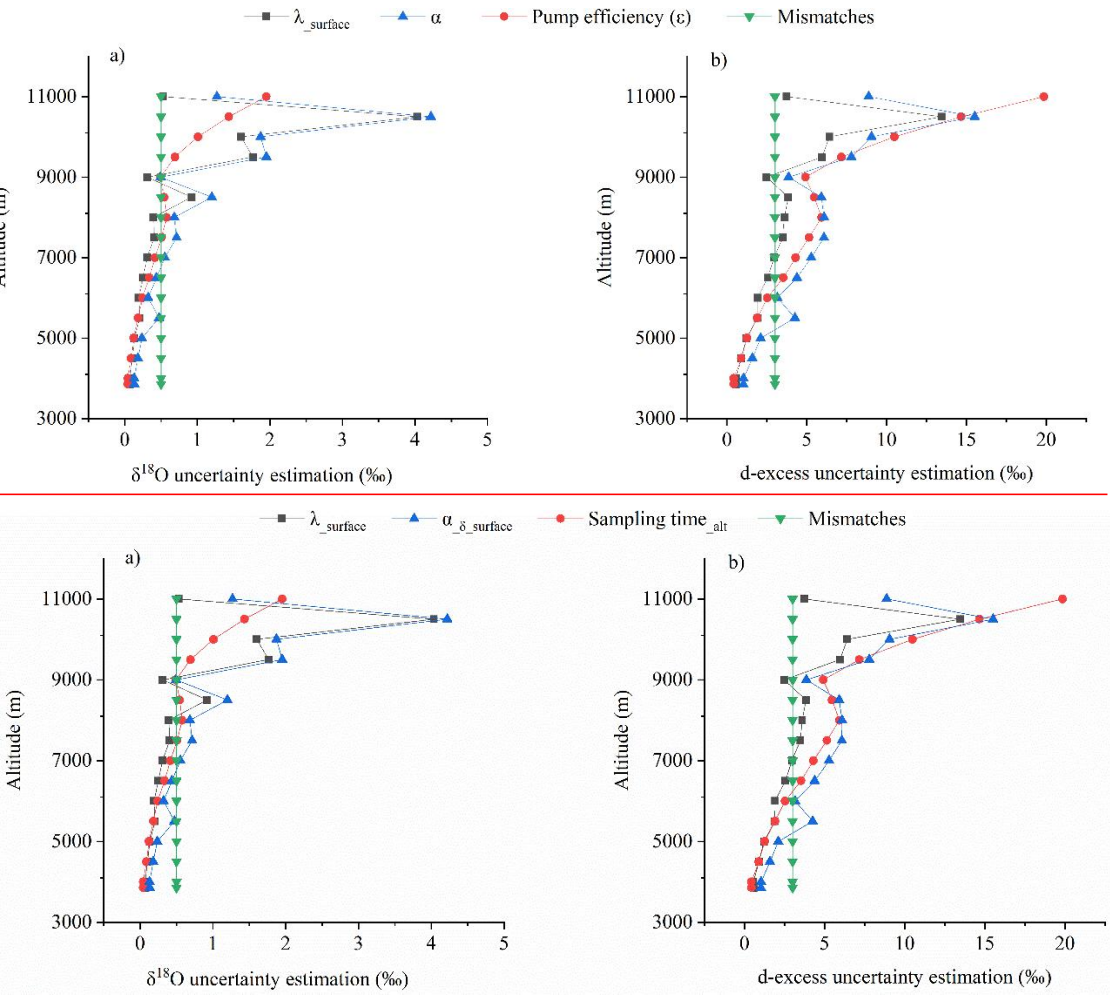 λ_surface α Pump efficiency (ε) Mismatches
a) b)
11000 11000
9000 9000
7000 7000
5000 5000
3000 3000
Altitude (m) Altitude (m)
0 1 2 3 4 5 0 5 10 15 20
δ¹⁸O uncertainty estimation (‰) d-excess uncertainty estimation (‰)
λ_surface α_δ_surface Sampling time_alt Mismatches
a) b)
11000 11000
9000 9000
7000 7000
5000 5000
3000 3000
Altitude (m) Altitude (m)
0 1 2 3 4 5 0 5 10 15 20
δ¹⁸O uncertainty estimation (‰) d-excess uncertainty estimation (‰)